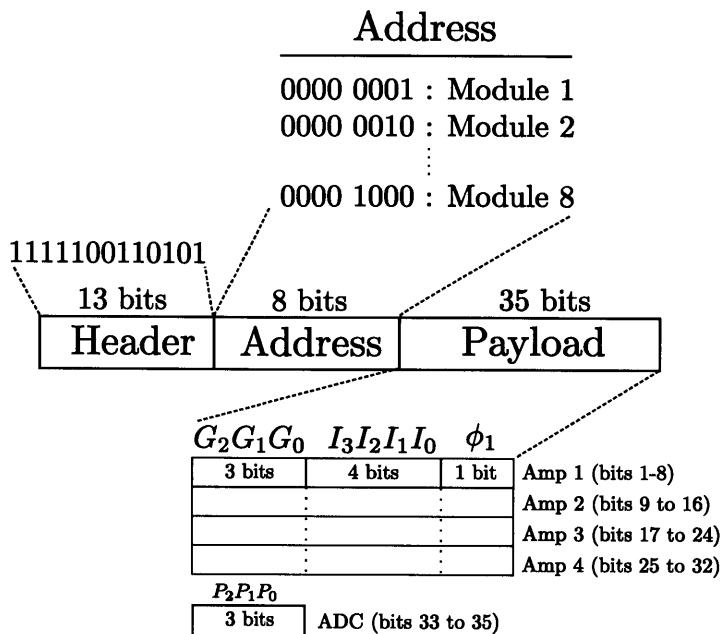 Address
0000 0001 : Module 1
0000 0010 : Module 2
0000 1000 : Module 8
1111100110101
13 bits 8 bits 35 bits
Header Address Payload
G₂G₁G₀ I₃I₂I₁I₀ ϕ₁
3 bits 4 bits 1 bit Amp 1 (bits 1-8)
Amp 2 (bits 9 to 16)
Amp 3 (bits 17 to 24)
Amp 4 (bits 25 to 32)
P₂P₁P₀
3 bits ADC (bits 33 to 35)